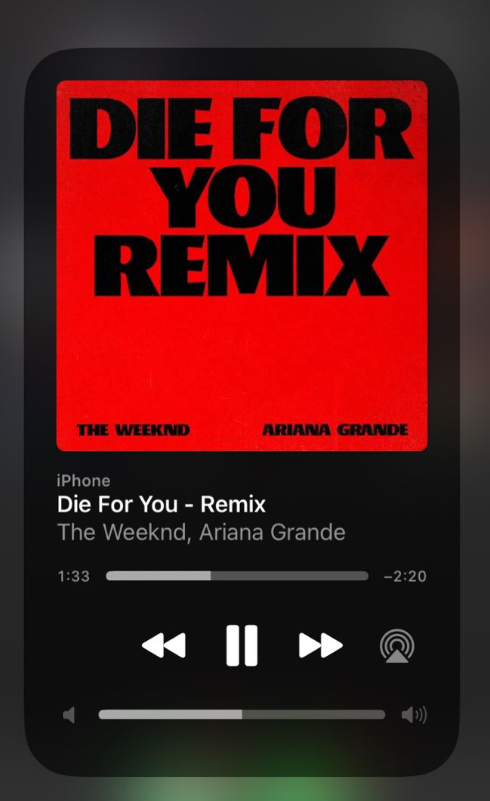 DIE FOR
YOU
REMIX
THE WEEKND ARIANA GRANDE
iPhone
Die For You - Remix
The Weeknd, Ariana Grande
1:33 −2:20